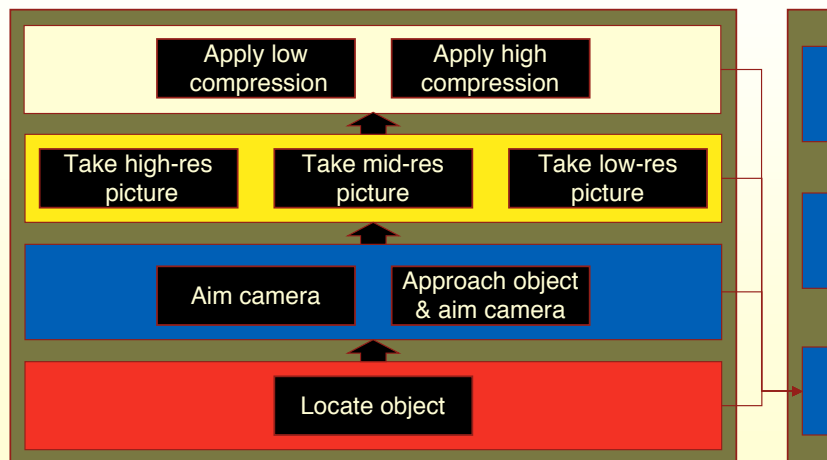 Apply low
compression
Apply high
compression
Take high-res
picture
Take mid-res
picture
Take low-res
picture
Aim camera
Approach object
& aim camera
Locate object